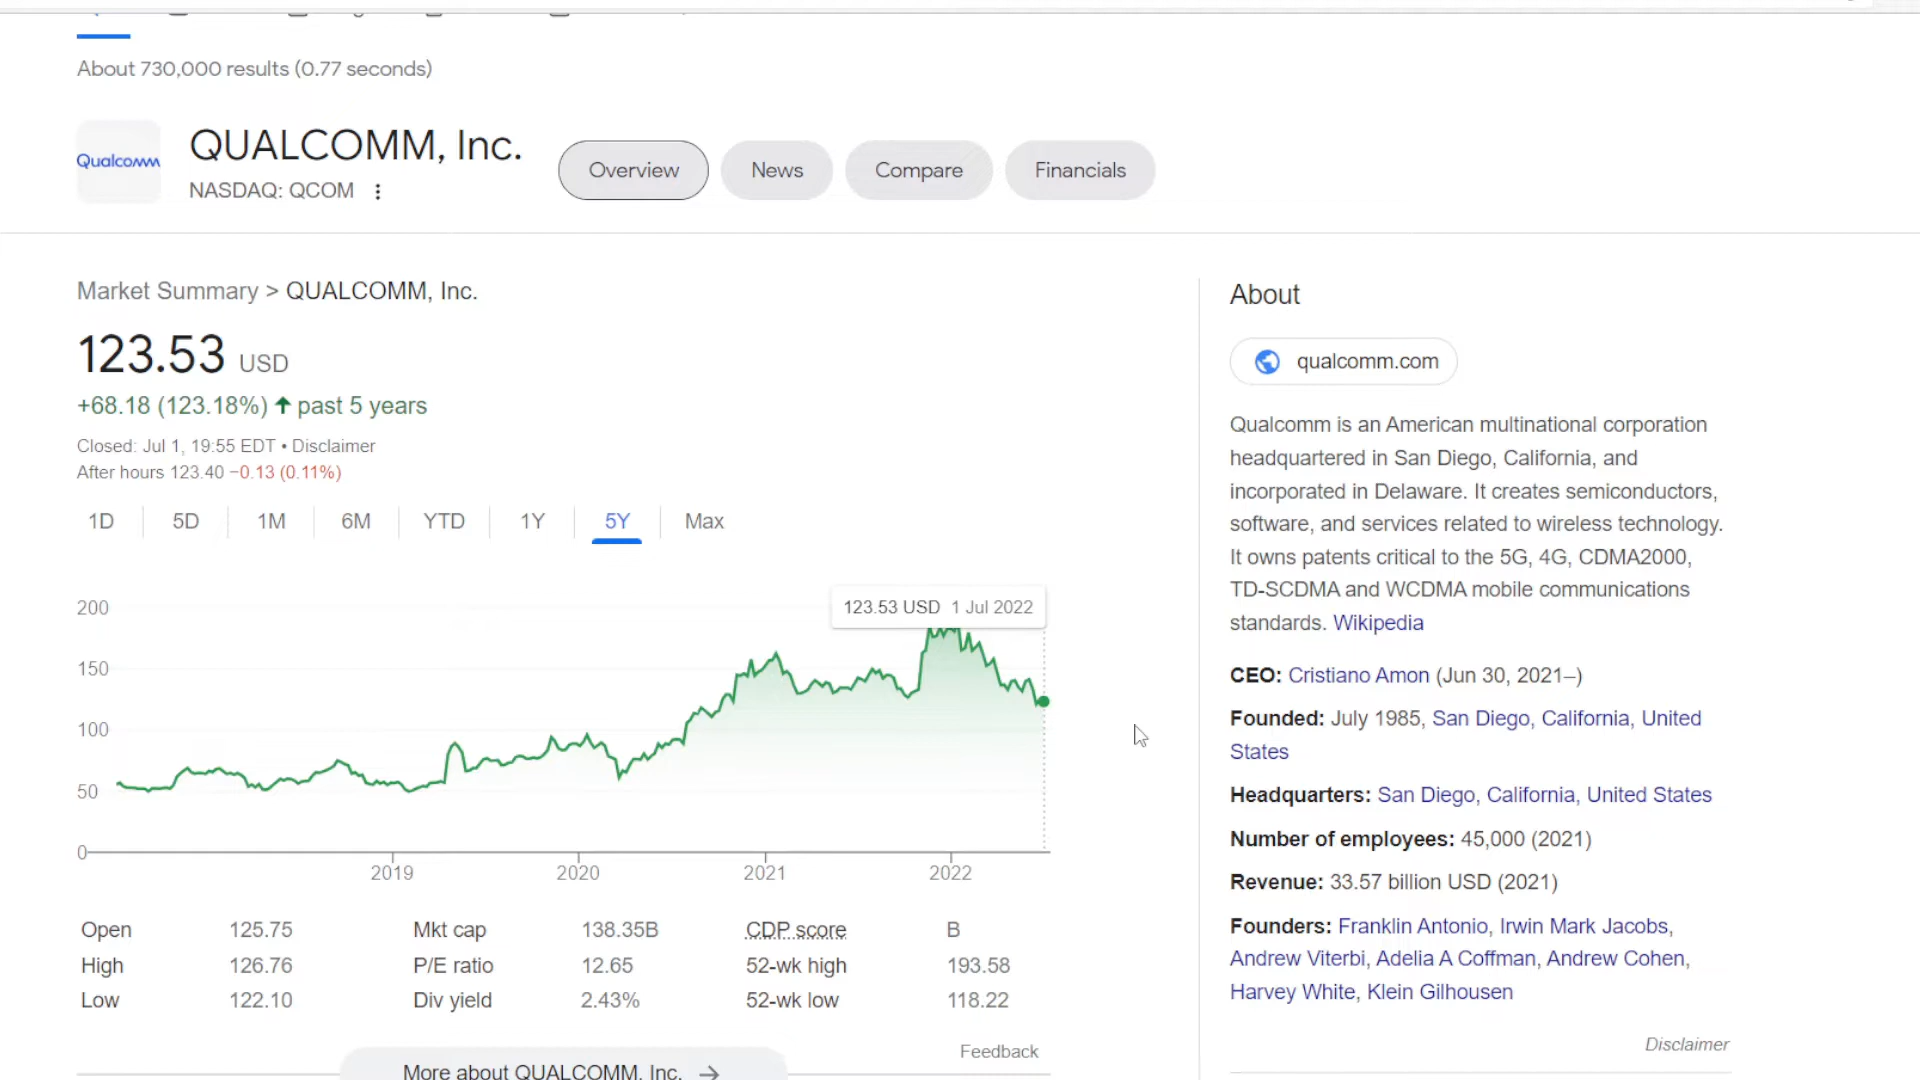 About 730,000 results (0.77 seconds)
Qualcomm
QUALCOMM, Inc.
NASDAQ: QCOM
Overview
News
Compare
Financials
Market Summary > QUALCOMM, Inc.
123.53 USD
+68.18 (123.18%) ↑ past 5 years
Closed: Jul 1, 19:55 EDT • Disclaimer
After hours 123.40 −0.13 (0.11%)
1D 5D 1M 6M YTD 1Y 5Y Max
123.53 USD 1 Jul 2022
200
150
100
50
0
2019 2020 2021 2022
Open 125.75 Mkt cap 138.35B CDP score B
High 126.76 P/E ratio 12.65 52-wk high 193.58
Low 122.10 Div yield 2.43% 52-wk low 118.22
Feedback
More about QUALCOMM, Inc. →
About
qualcomm.com
Qualcomm is an American multinational corporation
headquartered in San Diego, California, and
incorporated in Delaware. It creates semiconductors,
software, and services related to wireless technology.
It owns patents critical to the 5G, 4G, CDMA2000,
TD-SCDMA and WCDMA mobile communications
standards. Wikipedia
CEO: Cristiano Amon (Jun 30, 2021–)
Founded: July 1985, San Diego, California, United
States
Headquarters: San Diego, California, United States
Number of employees: 45,000 (2021)
Revenue: 33.57 billion USD (2021)
Founders: Franklin Antonio, Irwin Mark Jacobs,
Andrew Viterbi, Adelia A Coffman, Andrew Cohen,
Harvey White, Klein Gilhousen
Disclaimer